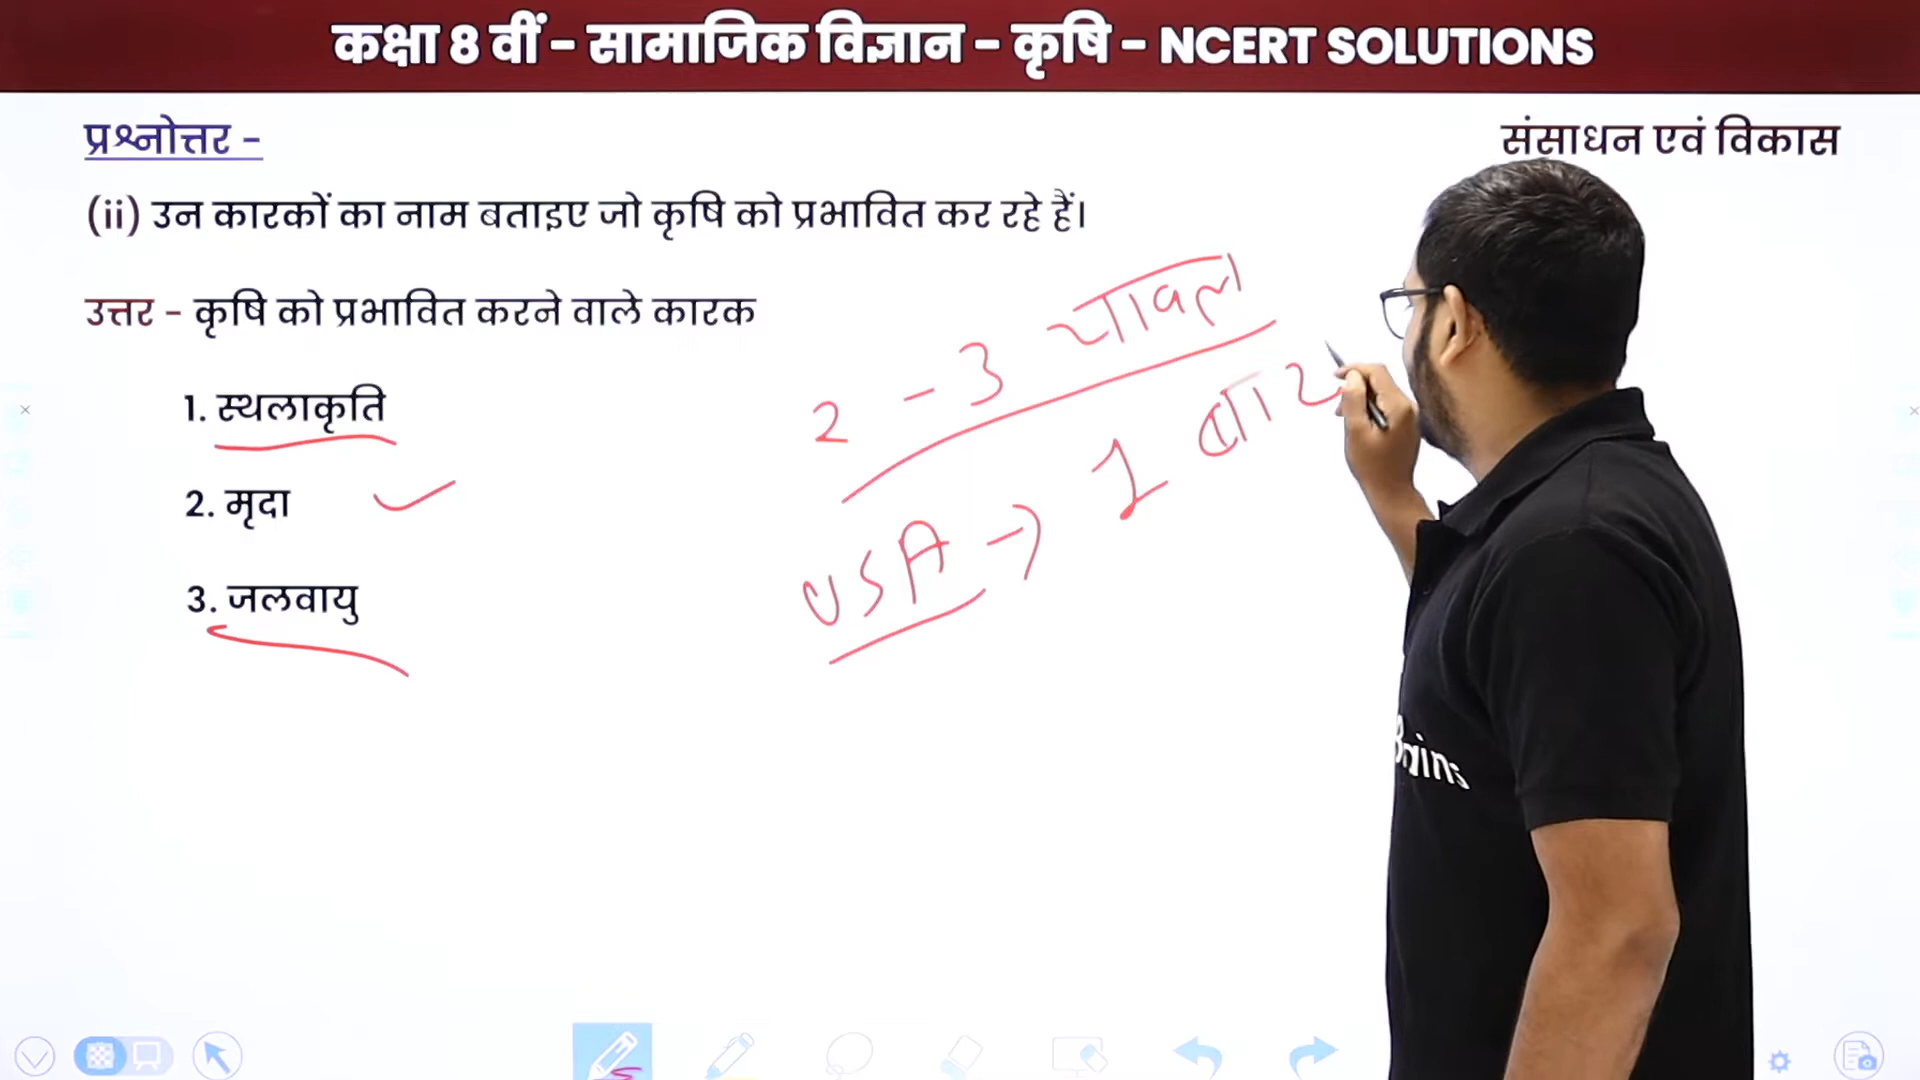 कक्षा 8 वीं - सामाजिक विज्ञान - कृषि - NCERT SOLUTIONS
प्रश्नोत्तर -
संसाधन एवं विकास
(ii) उन कारकों का नाम बताइए जो कृषि को प्रभावित कर रहे हैं।
उत्तर - कृषि को प्रभावित करने वाले कारक
1. स्थलाकृति
2. मृदा
3. जलवायु
2 - 3 चावल
USA → 1 बार
Brains